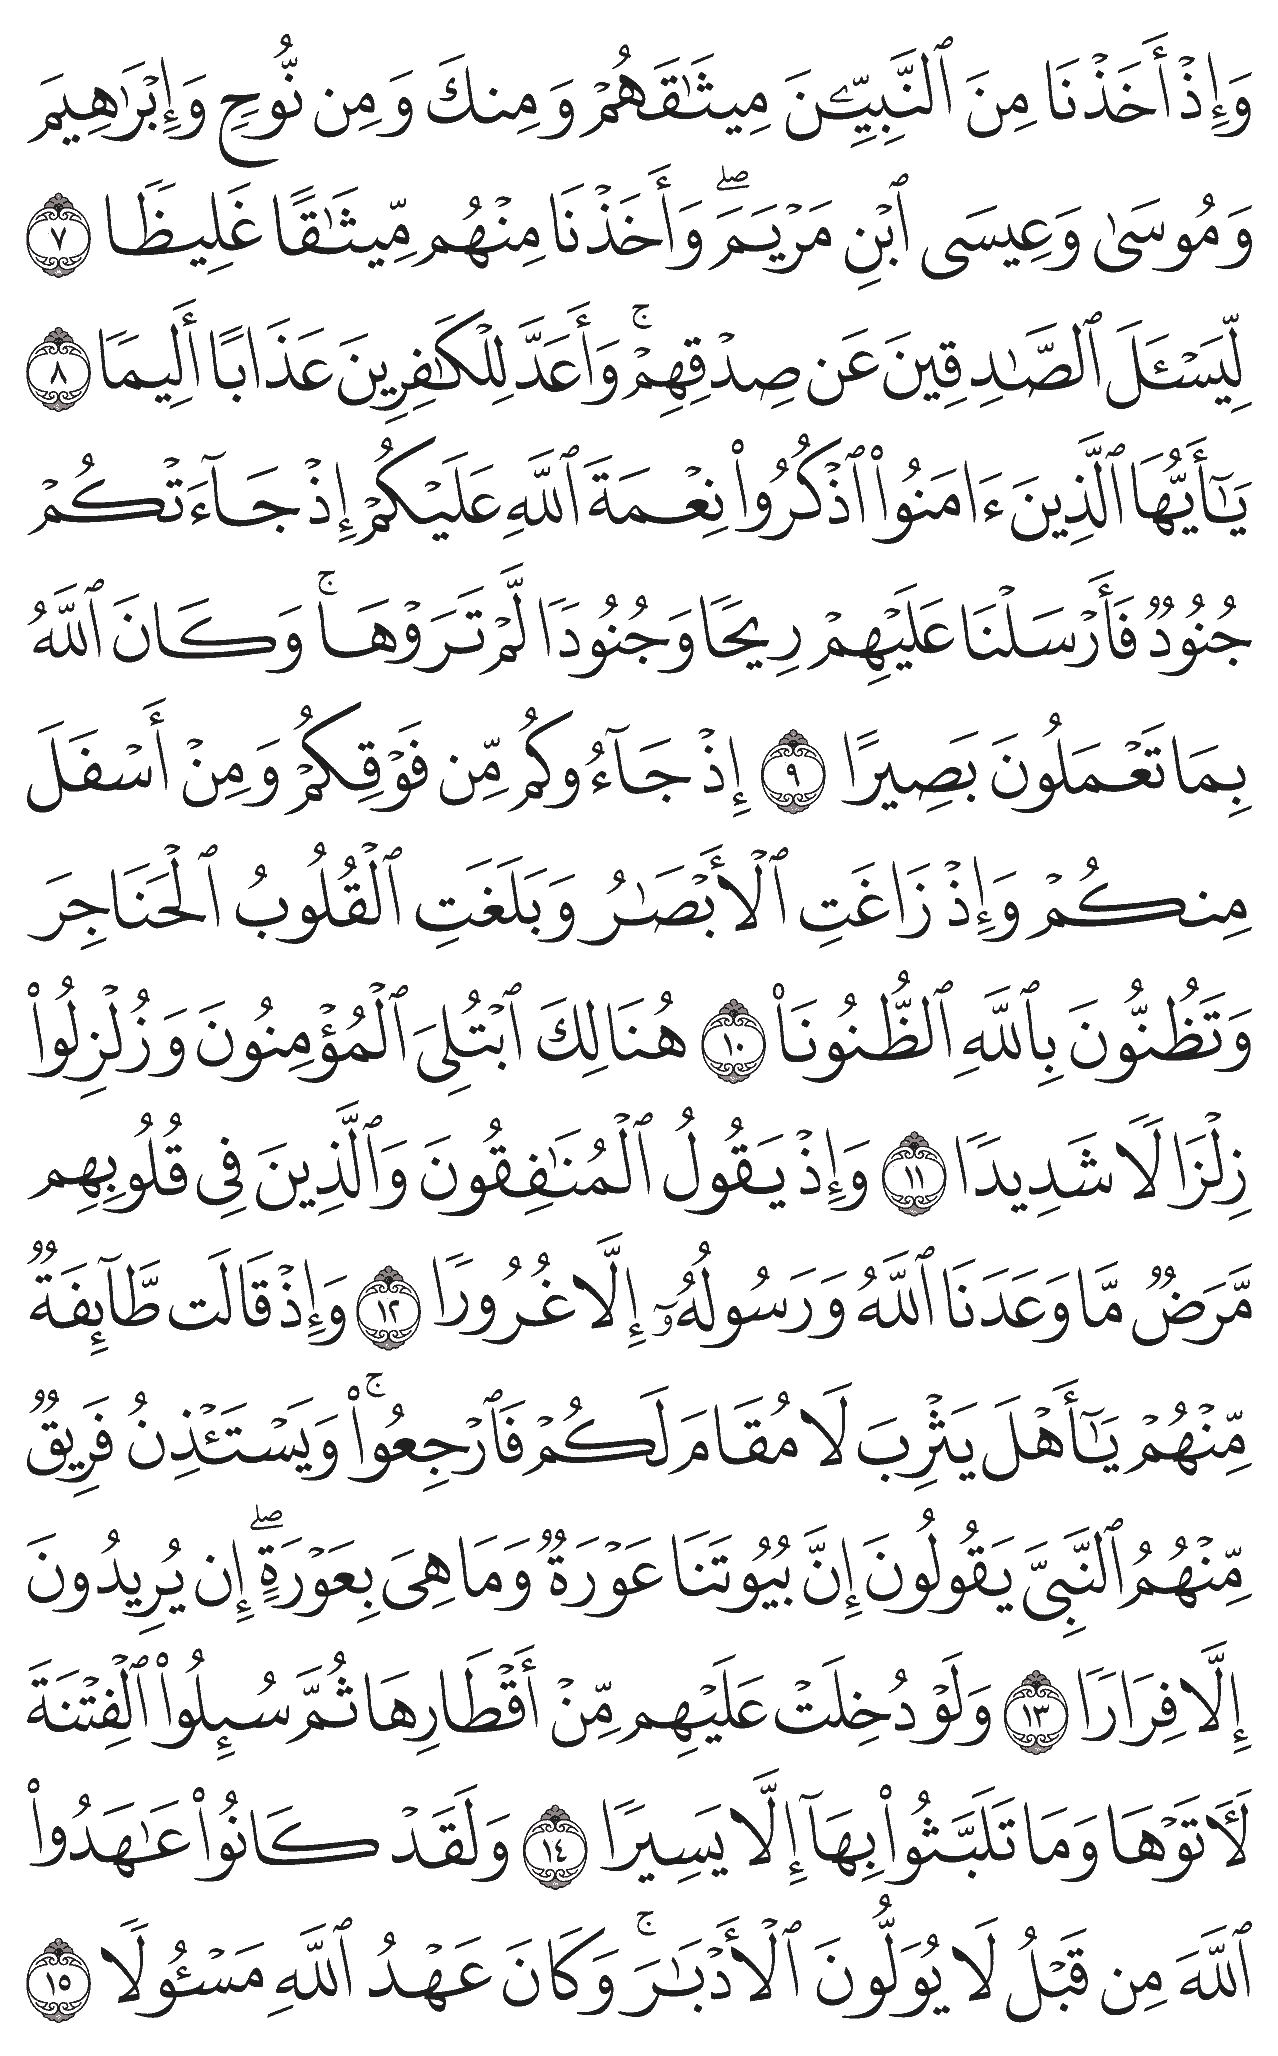 وَإِذْ أَخَذْنَا مِنَ ٱلنَّبِيِّـۧنَ مِيثَٰقَهُمْ وَمِنكَ وَمِن نُّوحٍ وَإِبْرَٰهِيمَ
وَمُوسَىٰ وَعِيسَى ٱبْنِ مَرْيَمَ ۖ وَأَخَذْنَا مِنْهُم مِّيثَٰقًا غَلِيظًا ٧
لِّيَسْـَٔلَ ٱلصَّٰدِقِينَ عَن صِدْقِهِمْ ۚ وَأَعَدَّ لِلْكَٰفِرِينَ عَذَابًا أَلِيمًا ٨
يَٰٓأَيُّهَا ٱلَّذِينَ ءَامَنُوا۟ ٱذْكُرُوا۟ نِعْمَةَ ٱللَّهِ عَلَيْكُمْ إِذْ جَآءَتْكُمْ
جُنُودٌ فَأَرْسَلْنَا عَلَيْهِمْ رِيحًا وَجُنُودًا لَّمْ تَرَوْهَا ۚ وَكَانَ ٱللَّهُ
بِمَا تَعْمَلُونَ بَصِيرًا ٩ إِذْ جَآءُوكُم مِّن فَوْقِكُمْ وَمِنْ أَسْفَلَ
مِنكُمْ وَإِذْ زَاغَتِ ٱلْأَبْصَٰرُ وَبَلَغَتِ ٱلْقُلُوبُ ٱلْحَنَاجِرَ
وَتَظُنُّونَ بِٱللَّهِ ٱلظُّنُونَا۠ ١٠ هُنَالِكَ ٱبْتُلِىَ ٱلْمُؤْمِنُونَ وَزُلْزِلُوا۟
زِلْزَالًا شَدِيدًا ١١ وَإِذْ يَقُولُ ٱلْمُنَٰفِقُونَ وَٱلَّذِينَ فِى قُلُوبِهِم
مَّرَضٌ مَّا وَعَدَنَا ٱللَّهُ وَرَسُولُهُۥٓ إِلَّا غُرُورًا ١٢ وَإِذْ قَالَت طَّآئِفَةٌ
مِّنْهُمْ يَٰٓأَهْلَ يَثْرِبَ لَا مُقَامَ لَكُمْ فَٱرْجِعُوا۟ ۚ وَيَسْتَـْٔذِنُ فَرِيقٌ
مِّنْهُمُ ٱلنَّبِىَّ يَقُولُونَ إِنَّ بُيُوتَنَا عَوْرَةٌ وَمَا هِىَ بِعَوْرَةٍ ۖ إِن يُرِيدُونَ
إِلَّا فِرَارًا ١٣ وَلَوْ دُخِلَتْ عَلَيْهِم مِّنْ أَقْطَارِهَا ثُمَّ سُئِلُوا۟ ٱلْفِتْنَةَ
لَءَاتَوْهَا وَمَا تَلَبَّثُوا۟ بِهَآ إِلَّا يَسِيرًا ١٤ وَلَقَدْ كَانُوا۟ عَٰهَدُوا۟
ٱللَّهَ مِن قَبْلُ لَا يُوَلُّونَ ٱلْأَدْبَٰرَ ۚ وَكَانَ عَهْدُ ٱللَّهِ مَسْـُٔولًا ١٥